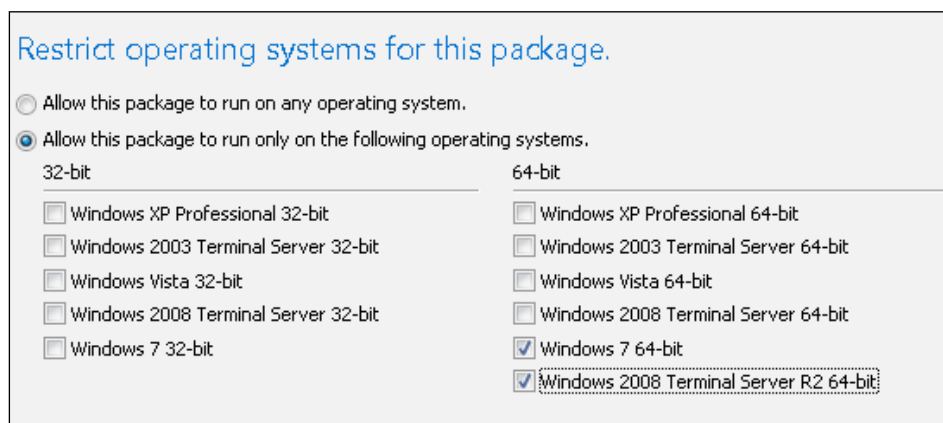 Restrict operating systems for this package.
Allow this package to run on any operating system.
Allow this package to run only on the following operating systems.
32-bit
Windows XP Professional 32-bit
Windows 2003 Terminal Server 32-bit
Windows Vista 32-bit
Windows 2008 Terminal Server 32-bit
Windows 7 32-bit
64-bit
Windows XP Professional 64-bit
Windows 2003 Terminal Server 64-bit
Windows Vista 64-bit
Windows 2008 Terminal Server 64-bit
Windows 7 64-bit
Windows 2008 Terminal Server R2 64-bit